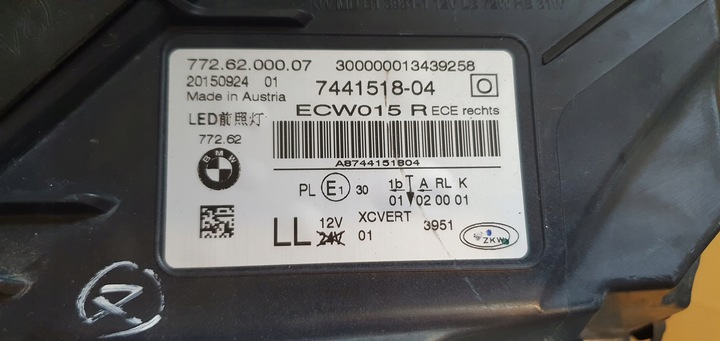 772.62.000.07 300000013439258
20150924 01 7441518-04
Made in Austria ECW015 R ECE rechts
LED前照灯
772.62
A8744151804
BMW
PL E1 30 1b A RL K
01 02 00 01
LL 12V XCVERT 3951
24V 01 ZKW